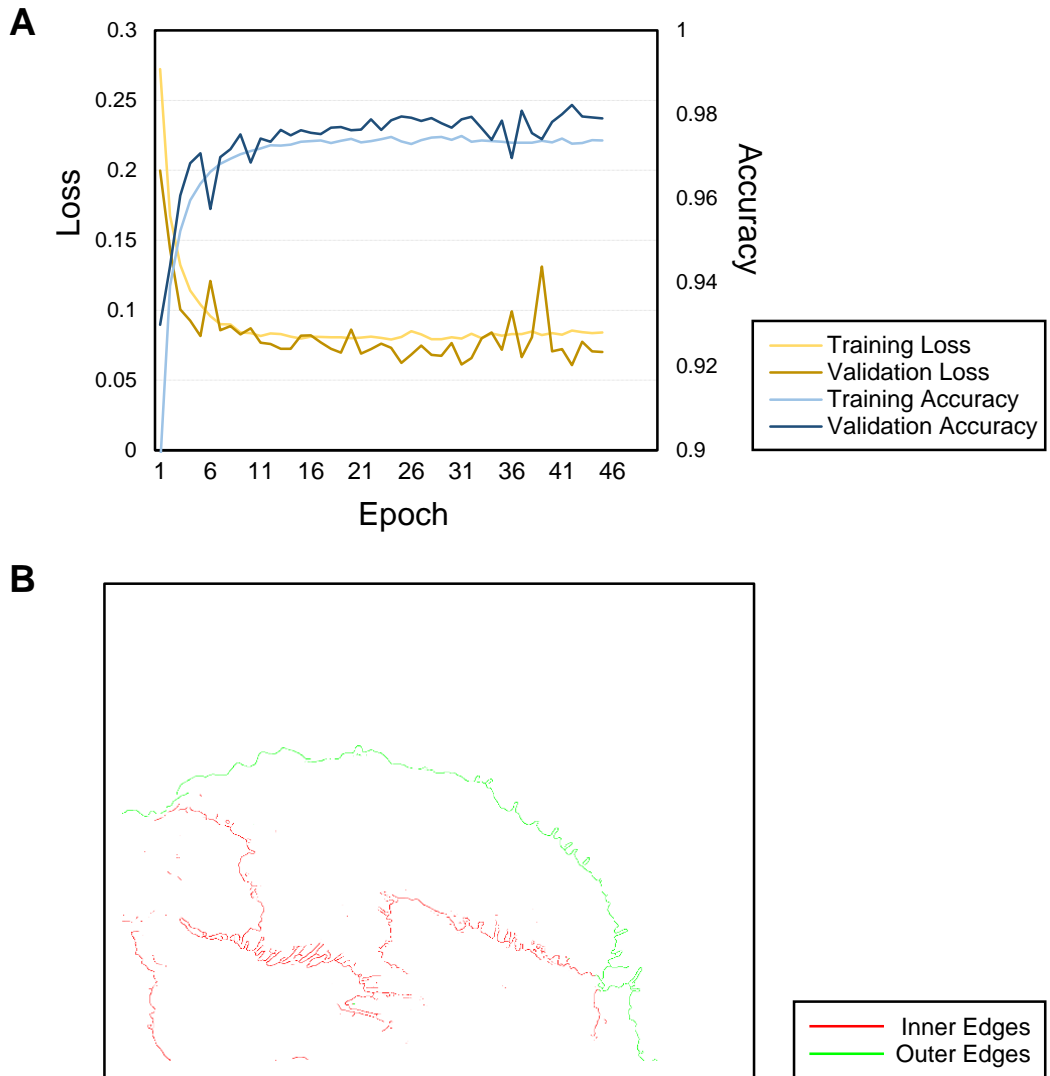 A
0.3
0.25
0.2
0.15
0.1
0.05
0
Loss
1
0.98
0.96
0.94
0.92
0.9
Accuracy
1 6 11 16 21 26 31 36 41 46
Epoch
Training Loss
Validation Loss
Training Accuracy
Validation Accuracy
B
Inner Edges
Outer Edges